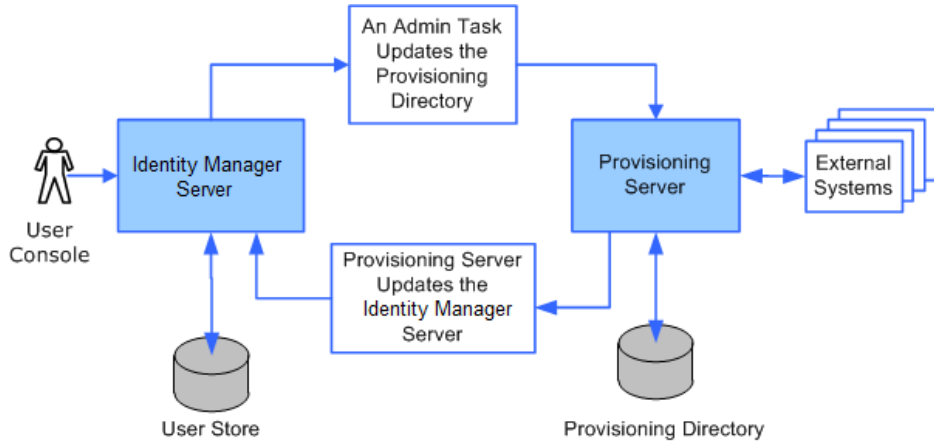 An Admin Task
Updates the
Provisioning
Directory
Identity Manager
Server
Provisioning
Server
External
Systems
User
Console
Provisioning Server
Updates the
Identity Manager
Server
User Store
Provisioning Directory